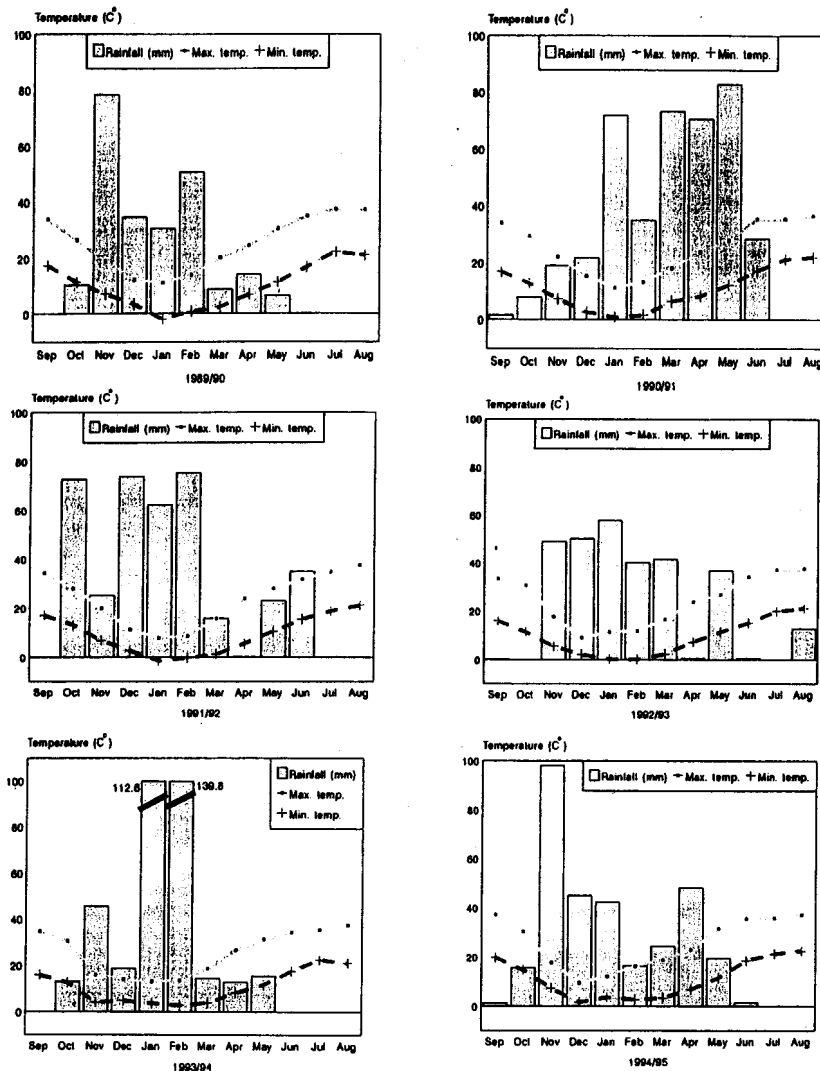 Temperature (C°)
Rainfall (mm) Max. temp. Min. temp.
100
80
60
40
20
0
Sep Oct Nov Dec Jan Feb Mar Apr May Jun Jul Aug
1989/90
Temperature (C°)
Rainfall (mm) Max. temp. Min. temp.
100
80
60
40
20
0
Sep Oct Nov Dec Jan Feb Mar Apr May Jun Jul Aug
1990/91
Temperature (C°)
Rainfall (mm) Max. temp. Min. temp.
100
80
60
40
20
0
Sep Oct Nov Dec Jan Feb Mar Apr May Jun Jul Aug
1991/92
Temperature (C°)
Rainfall (mm) Max. temp. Min. temp.
100
80
60
40
20
0
Sep Oct Nov Dec Jan Feb Mar Apr May Jun Jul Aug
1992/93
Temperature (C°)
Rainfall (mm)
Max. temp.
Min. temp.
112.6 139.8
100
80
60
40
20
0
Sep Oct Nov Dec Jan Feb Mar Apr May Jun Jul Aug
1993/94
Temperature (C°)
Rainfall (mm) Max. temp. Min. temp.
100
80
60
40
20
0
Sep Oct Nov Dec Jan Feb Mar Apr May Jun Jul Aug
1994/95